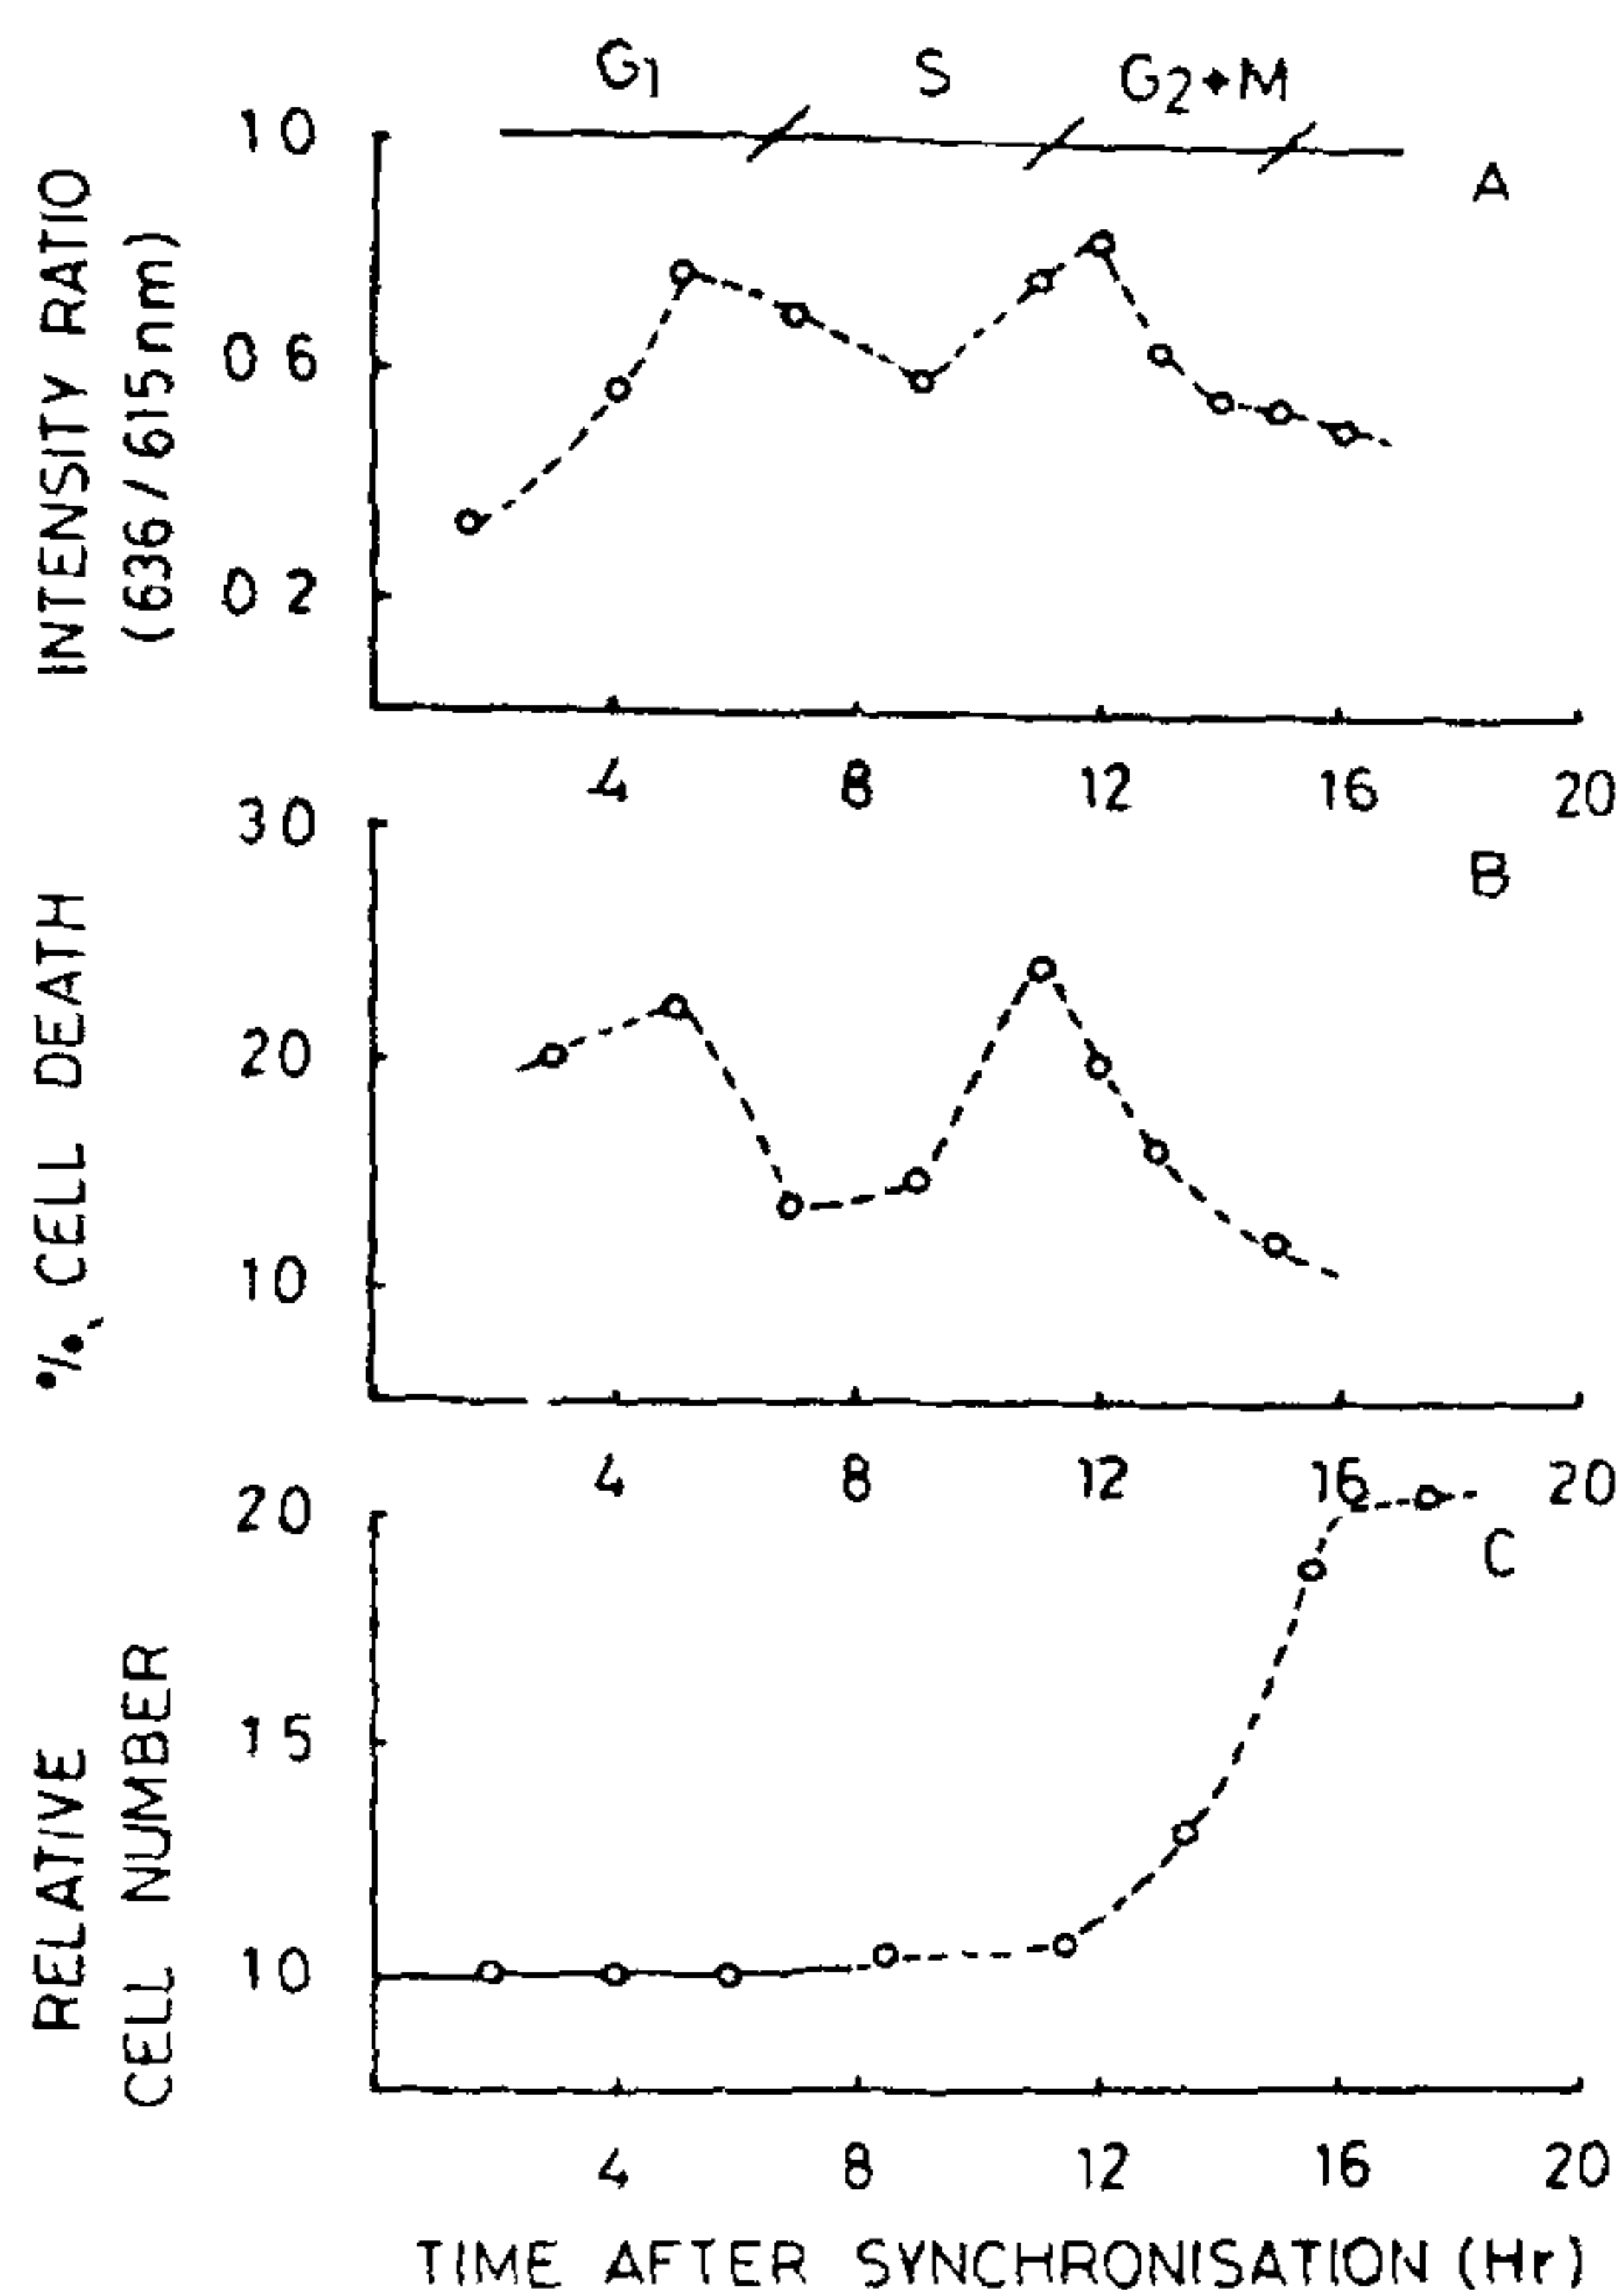 G1 S G2+M
A
INTENSITY RATIO
(636/615nm)
10
06
02
4 8 12 16 20
B
% CELL DEATH
30
20
10
4 8 12 16 20
C
RELATIVE
CELL NUMBER
20
15
10
4 8 12 16 20
TIME AFTER SYNCHRONISATION (Hr)